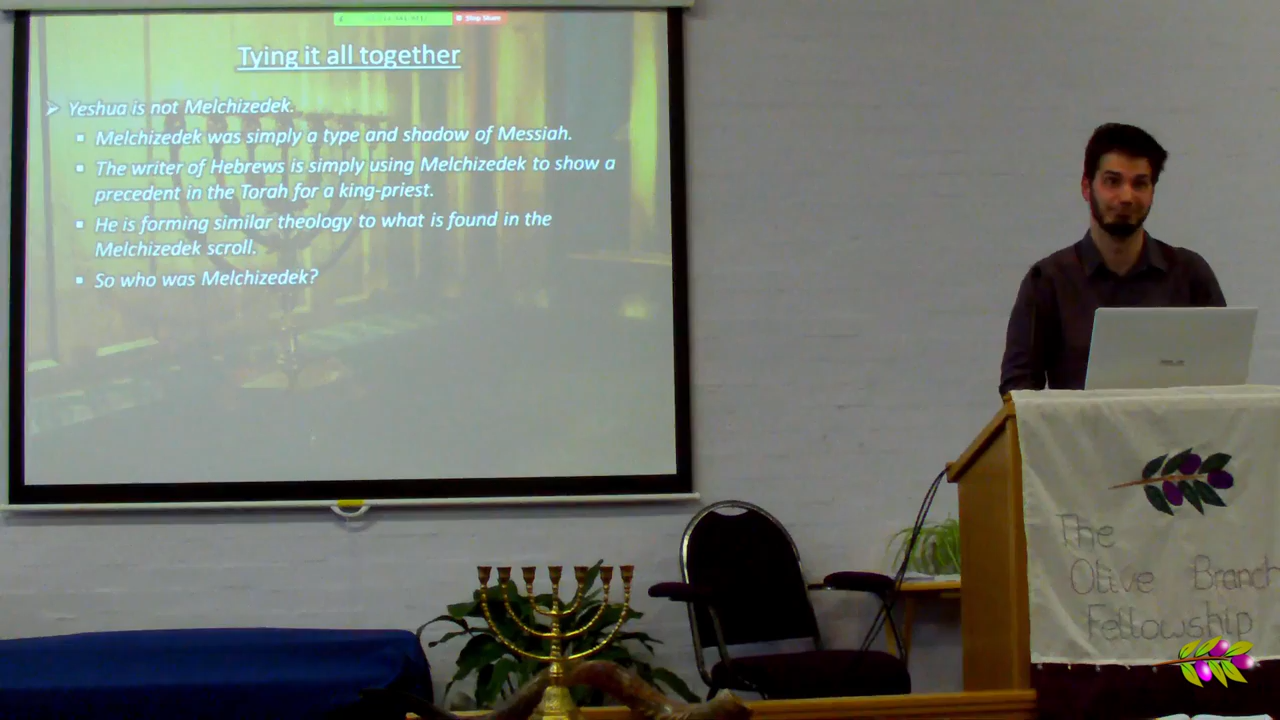 Stop Share
Tying it all together
Yeshua is not Melchizedek.
Melchizedek was simply a type and shadow of Messiah.
The writer of Hebrews is simply using Melchizedek to show a
precedent in the Torah for a king-priest.
He is forming similar theology to what is found in the
Melchizedek scroll.
So who was Melchizedek?
The
Olive Branch
Fellowship